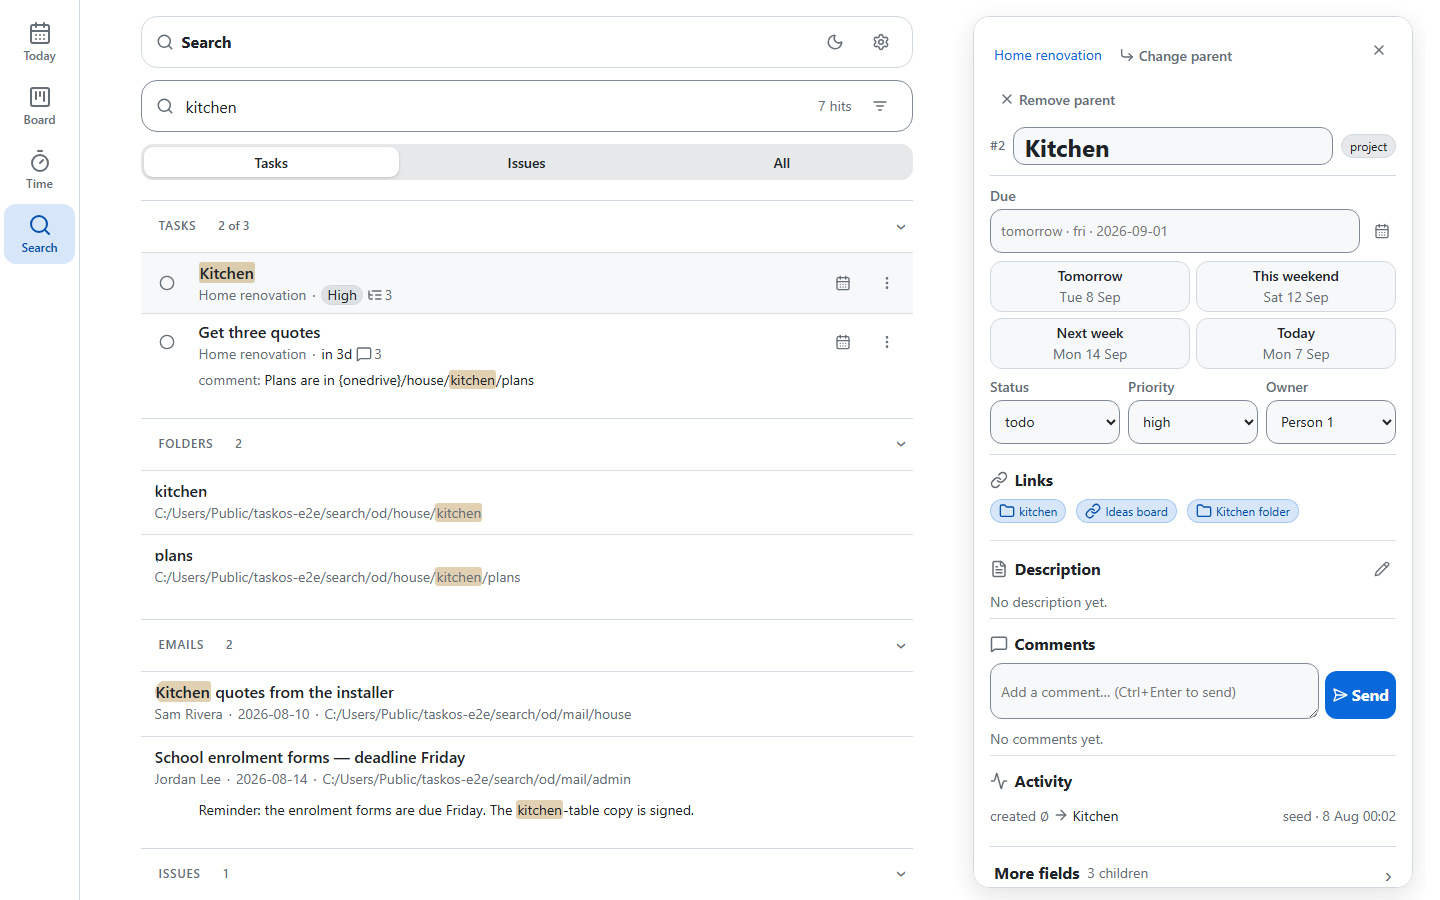 Today
Board
Time
Search
Search
kitchen
7 hits
Tasks
Issues
All
TASKS 2 of 3
Kitchen
Home renovation · High 3
Get three quotes
Home renovation · in 3d 3
comment: Plans are in {onedrive}/house/kitchen/plans
FOLDERS 2
kitchen
C:/Users/Public/taskos-e2e/search/od/house/kitchen
plans
C:/Users/Public/taskos-e2e/search/od/house/kitchen/plans
EMAILS 2
Kitchen quotes from the installer
Sam Rivera · 2026-08-10 · C:/Users/Public/taskos-e2e/search/od/mail/house
School enrolment forms — deadline Friday
Jordan Lee · 2026-08-14 · C:/Users/Public/taskos-e2e/search/od/mail/admin
Reminder: the enrolment forms are due Friday. The kitchen-table copy is signed.
ISSUES 1
Home renovation
Change parent
Remove parent
#2 Kitchen project
Due
tomorrow · fri · 2026-09-01
Tomorrow
Tue 8 Sep
This weekend
Sat 12 Sep
Next week
Mon 14 Sep
Today
Mon 7 Sep
Status
Priority
Owner
todo
high
Person 1
Links
kitchen
Ideas board
Kitchen folder
Description
No description yet.
Comments
Add a comment... (Ctrl+Enter to send)
Send
No comments yet.
Activity
created ∅ → Kitchen
seed · 8 Aug 00:02
More fields 3 children